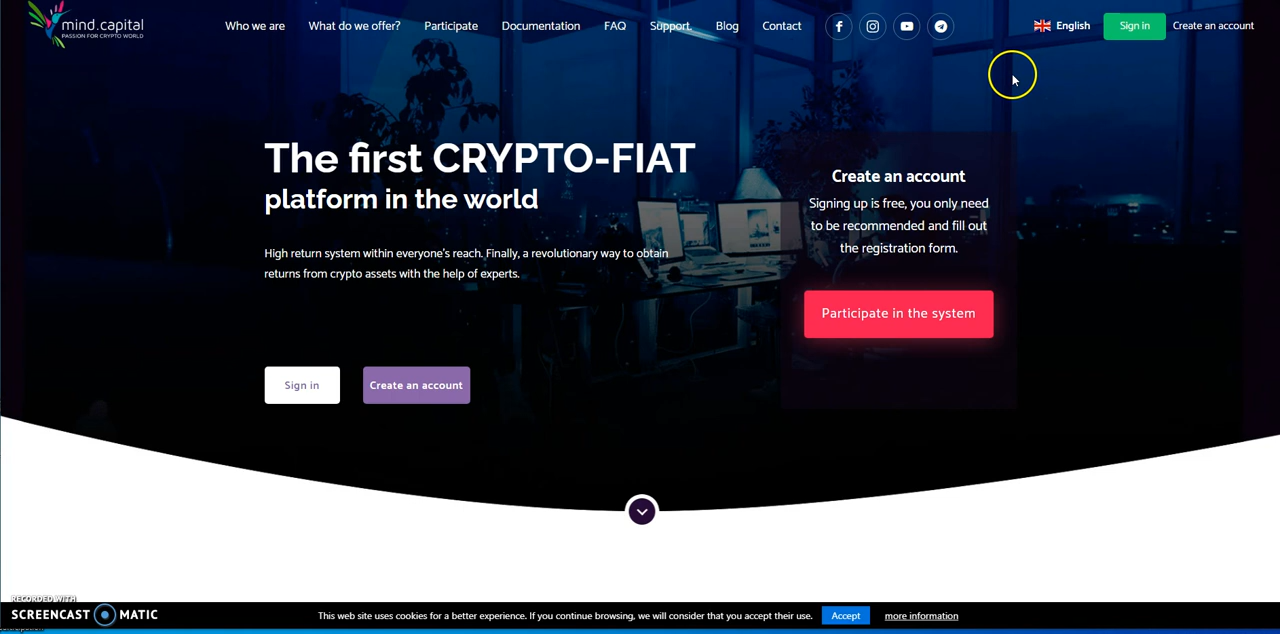 mind.capital
PASSION FOR CRYPTO WORLD
Who we are What do we offer? Participate Documentation FAQ Support Blog Contact English Sign in Create an account
The first CRYPTO-FIAT
platform in the world
High return system within everyone's reach. Finally, a revolutionary way to obtain
returns from crypto assets with the help of experts.
Sign in Create an account
Create an account
Signing up is free, you only need
to be recommended and fill out
the registration form.
Participate in the system
RECORDED WITH
SCREENCAST MATIC
This web site uses cookies for a better experience. If you continue browsing, we will consider that you accept their use. Accept more information